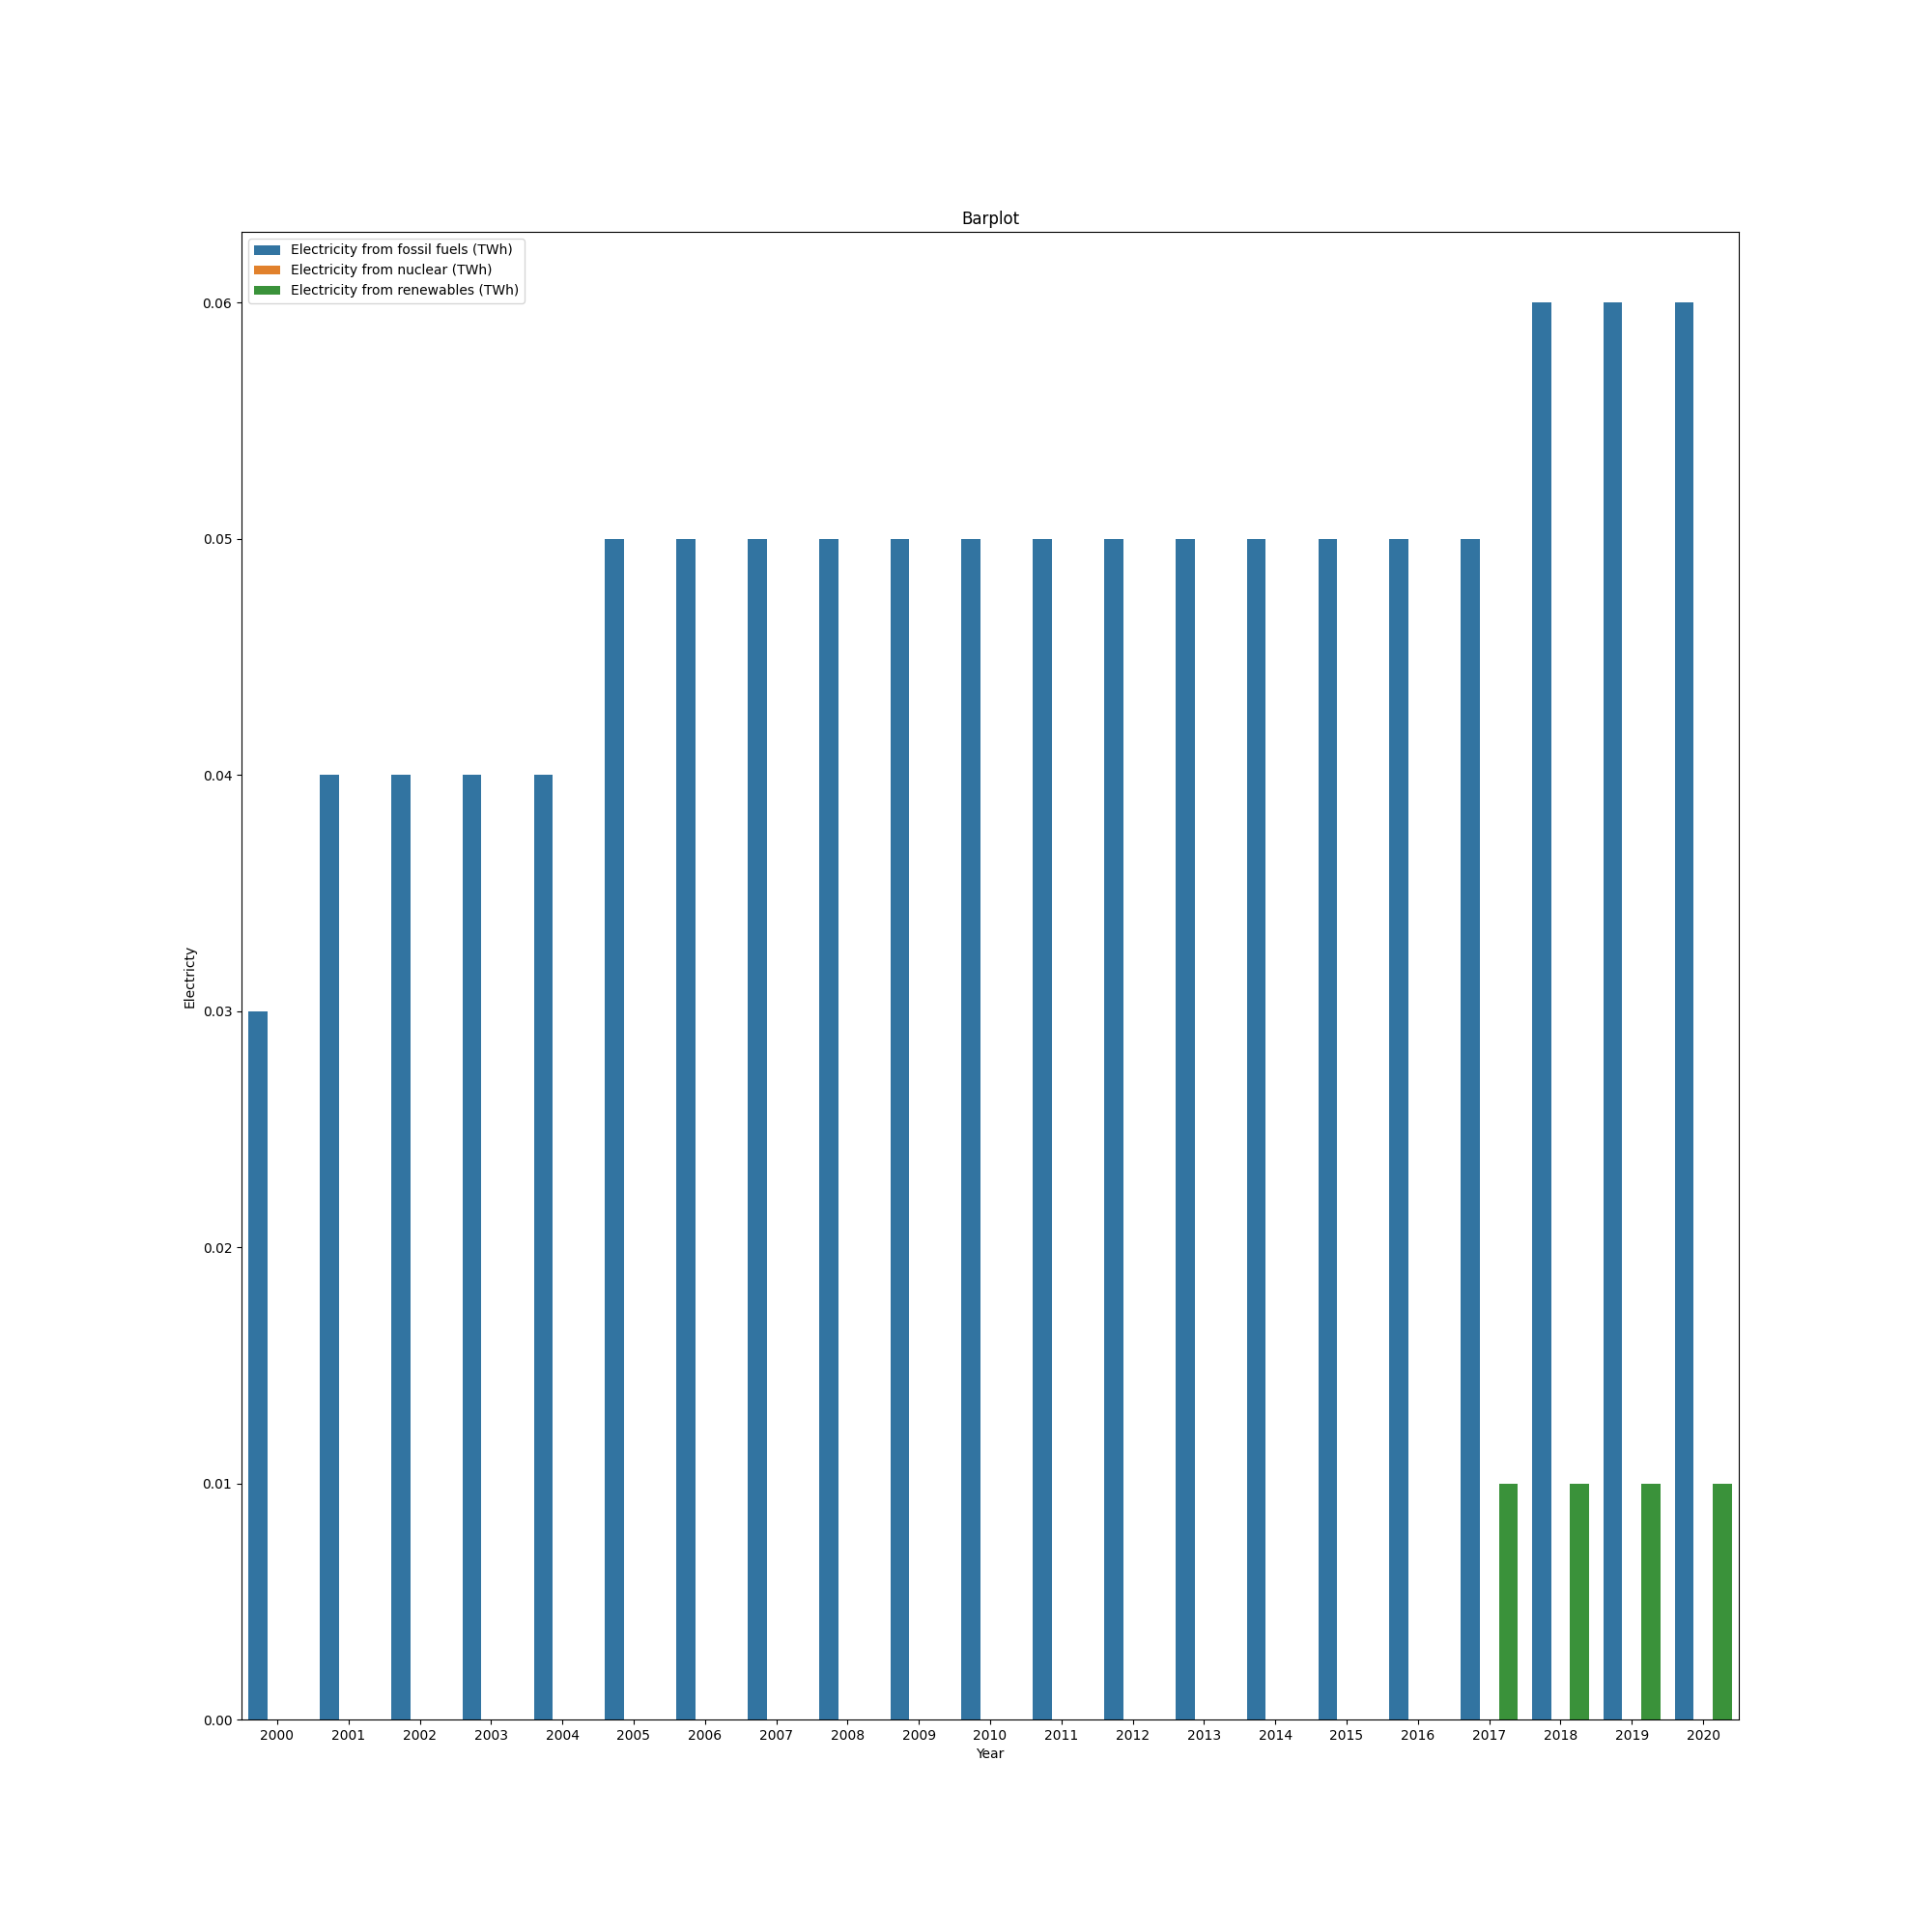 Barplot
Electricity from fossil fuels (TWh)
Electricity from nuclear (TWh)
Electricity from renewables (TWh)
0.06
0.05
0.04
0.03
0.02
0.01
0.00
Electricty
2000 2001 2002 2003 2004 2005 2006 2007 2008 2009 2010 2011 2012 2013 2014 2015 2016 2017 2018 2019 2020
Year